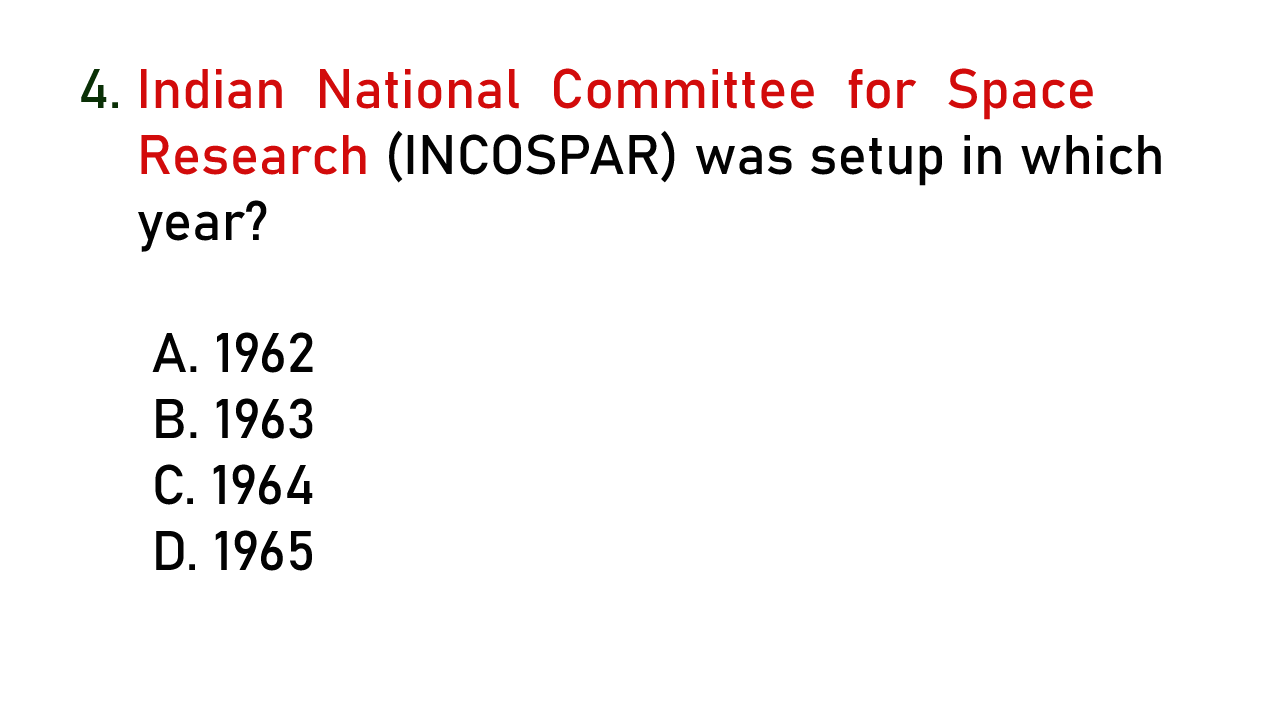 4. Indian National Committee for Space
Research (INCOSPAR) was setup in which
year?
A. 1962
B. 1963
C. 1964
D. 1965